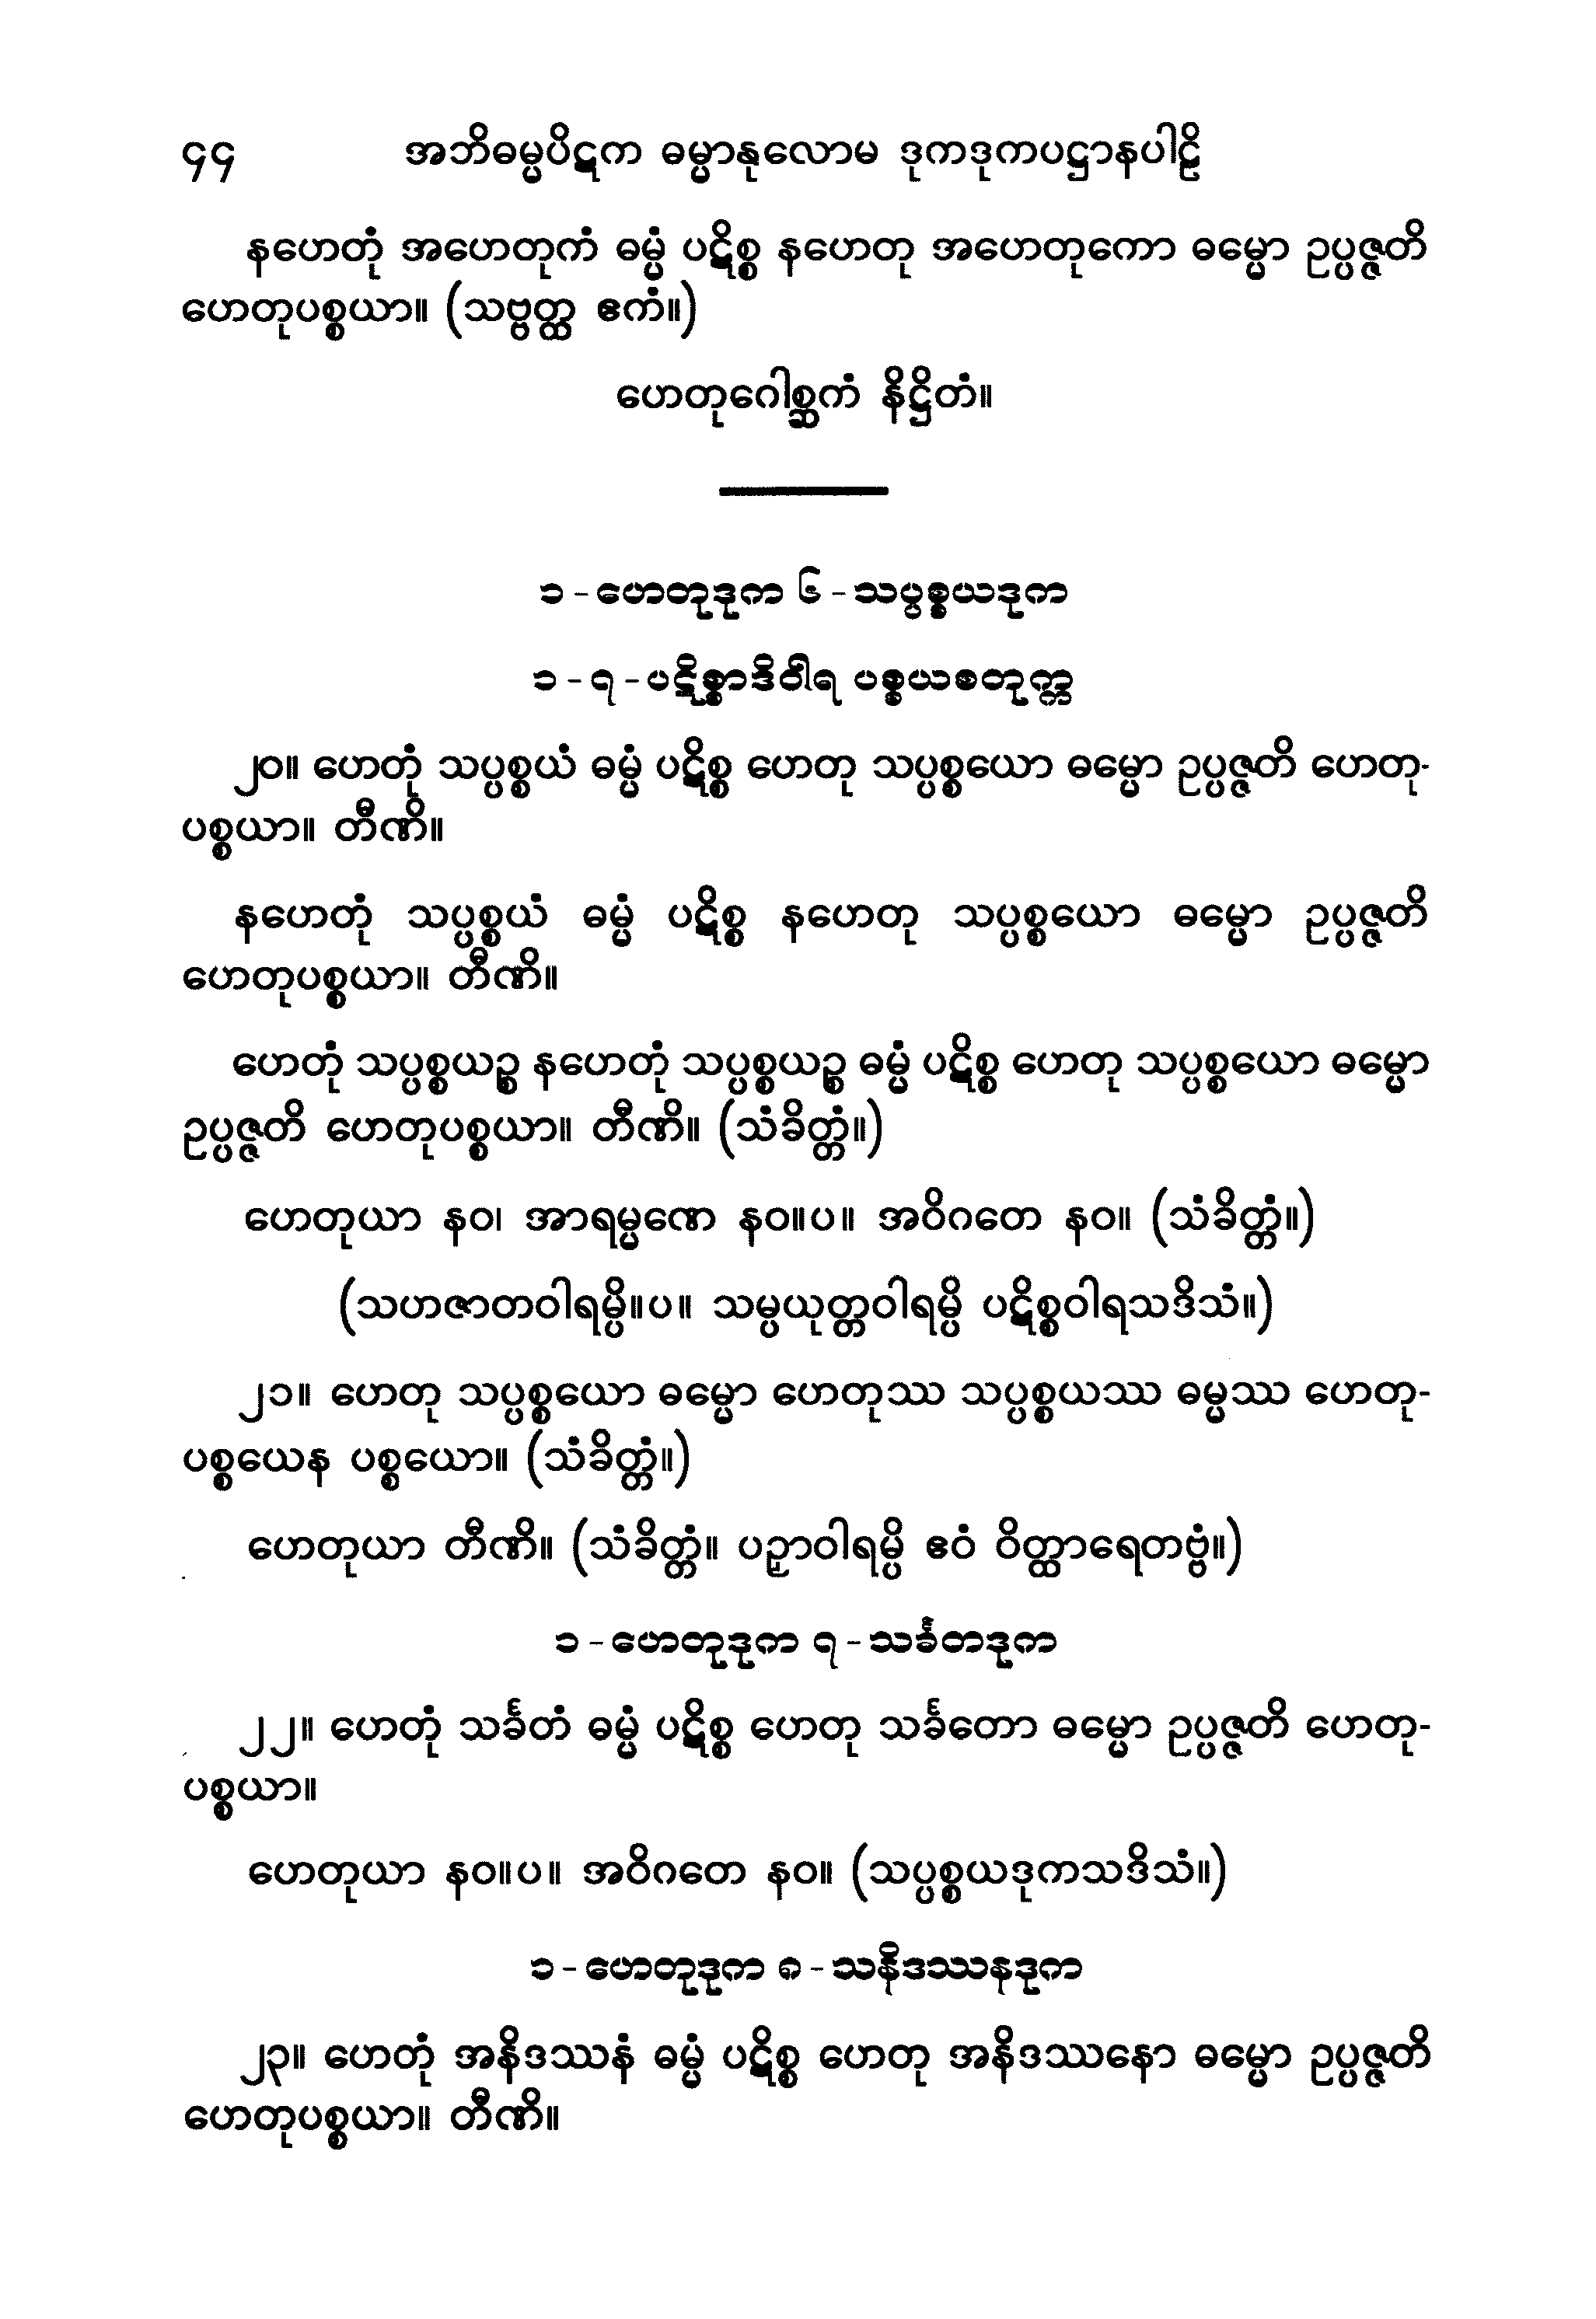 ၄၄ အဘိဓမ္မပိဋက ဓမ္မာနုလောမ ဒုကဒုကပဋ္ဌာနပါဠိ
နဟေတုံ အဟေတုကံ ဓမ္မံ ပဋိစ္စ နဟေတု အဟေတုကော ဓမ္မော ဥပ္ပဇ္ဇတိ
ဟေတုပစ္စယာ။ (သဗ္ဗတ္ထ ဧကံ။)
ဟေတုဂေါစ္ဆကံ နိဋ္ဌိတံ။
၁ - ဟေတုဒုက ၆ - သပ္ပစ္စယဒုက
၁ - ၇ - ပဋိစ္စာဒိဝါရ ပစ္စယစတုက္က
၂၀။ ဟေတုံ သပ္ပစ္စယံ ဓမ္မံ ပဋိစ္စ ဟေတု သပ္ပစ္စယော ဓမ္မော ဥပ္ပဇ္ဇတိ ဟေတု-
ပစ္စယာ။ တီဏိ။
နဟေတုံ သပ္ပစ္စယံ ဓမ္မံ ပဋိစ္စ နဟေတု သပ္ပစ္စယော ဓမ္မော ဥပ္ပဇ္ဇတိ
ဟေတုပစ္စယာ။ တီဏိ။
ဟေတုံ သပ္ပစ္စယဉ္စ နဟေတုံ သပ္ပစ္စယဉ္စ ဓမ္မံ ပဋိစ္စ ဟေတု သပ္ပစ္စယော ဓမ္မော
ဥပ္ပဇ္ဇတိ ဟေတုပစ္စယာ။ တီဏိ။ (သံခိတ္တံ။)
ဟေတုယာ နဝ၊ အာရမ္မဏေ နဝ။ပ။ အဝိဂတေ နဝ။ (သံခိတ္တံ။)
(သဟဇာတဝါရမ္ပိ။ပ။ သမ္ပယုတ္တဝါရမ္ပိ ပဋိစ္စဝါရသဒိသံ။)
၂၁။ ဟေတု သပ္ပစ္စယော ဓမ္မော ဟေတုဿ သပ္ပစ္စယဿ ဓမ္မဿ ဟေတု-
ပစ္စယေန ပစ္စယော။ (သံခိတ္တံ။)
ဟေတုယာ တီဏိ။ (သံခိတ္တံ။ ပဉှာဝါရမ္ပိ ဧဝံ ဝိတ္ထာရေတဗ္ဗံ။)
၁ - ဟေတုဒုက ၇ - သင်္ခတဒုက
၂၂။ ဟေတုံ သင်္ခတံ ဓမ္မံ ပဋိစ္စ ဟေတု သင်္ခတော ဓမ္မော ဥပ္ပဇ္ဇတိ ဟေတု-
ပစ္စယာ။
ဟေတုယာ နဝ။ပ။ အဝိဂတေ နဝ။ (သပ္ပစ္စယဒုကသဒိသံ။)
၁ - ဟေတုဒုက ၈ - သနိဒဿနဒုက
၂၃။ ဟေတုံ အနိဒဿနံ ဓမ္မံ ပဋိစ္စ ဟေတု အနိဒဿနော ဓမ္မော ဥပ္ပဇ္ဇတိ
ဟေတုပစ္စယာ။ တီဏိ။